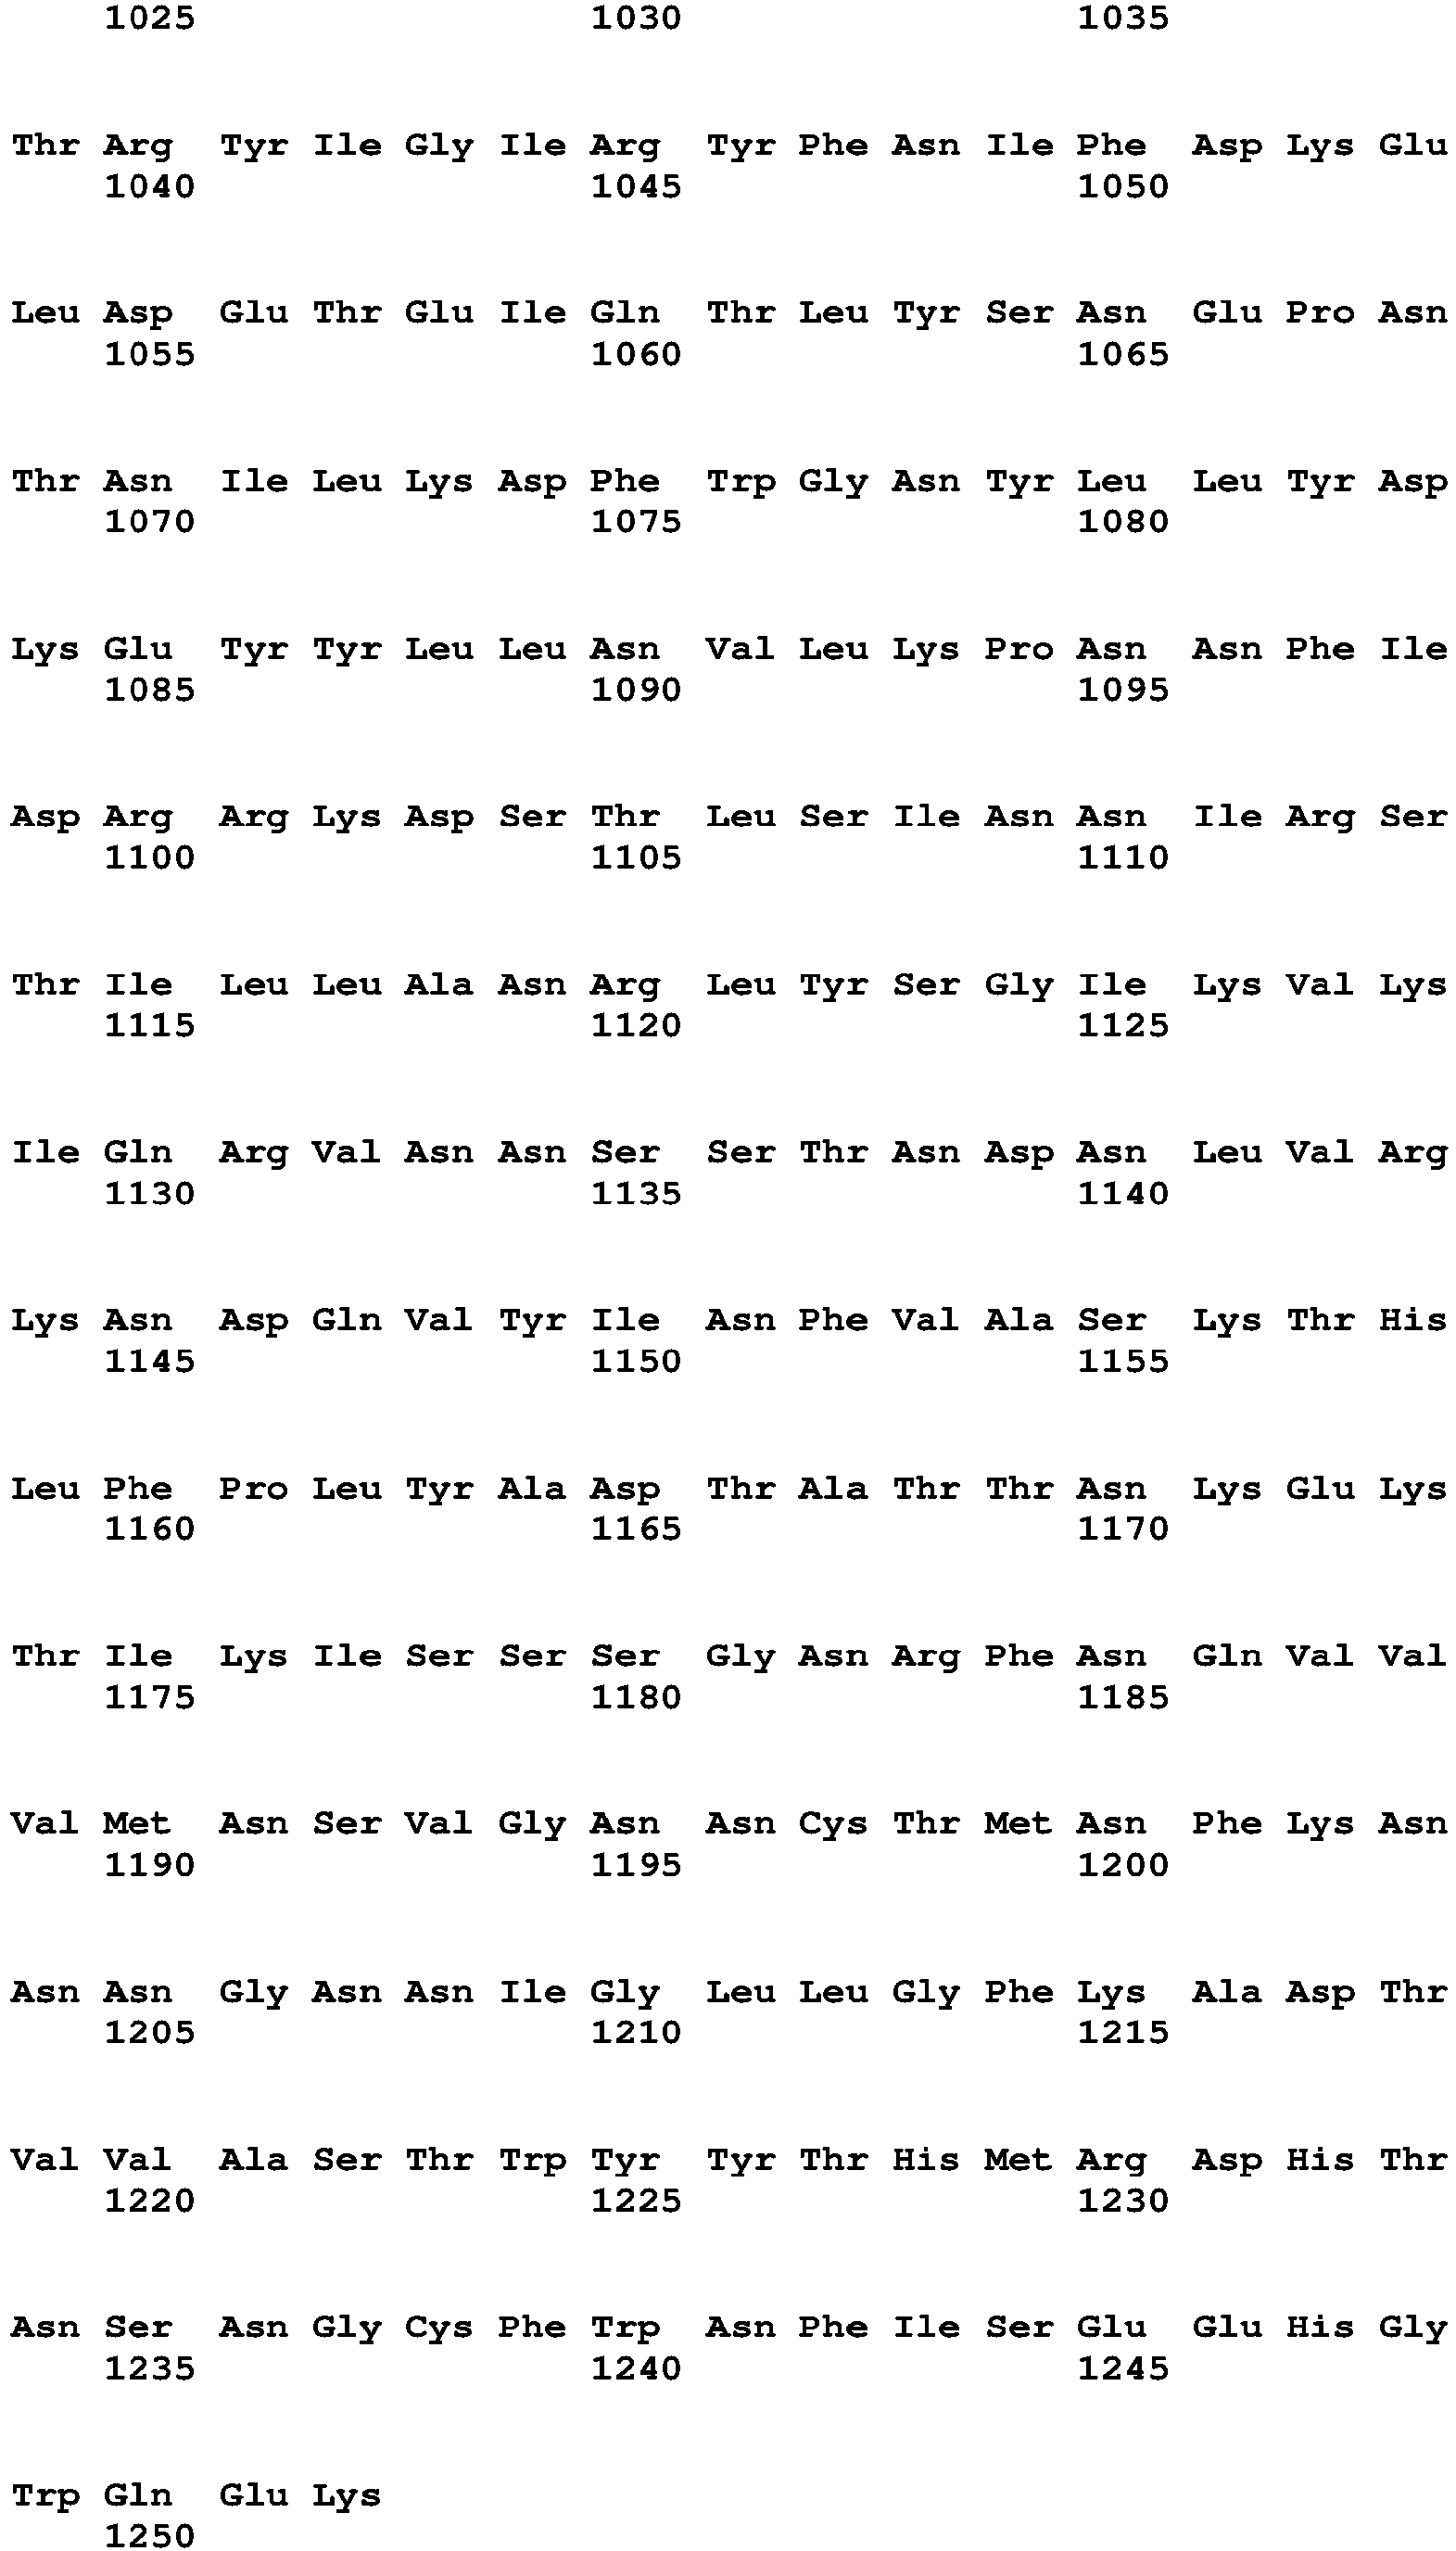 1025 1030 1035
Thr Arg Tyr Ile Gly Ile Arg Tyr Phe Asn Ile Phe Asp Lys Glu
1040 1045 1050
Leu Asp Glu Thr Glu Ile Gln Thr Leu Tyr Ser Asn Glu Pro Asn
1055 1060 1065
Thr Asn Ile Leu Lys Asp Phe Trp Gly Asn Tyr Leu Leu Tyr Asp
1070 1075 1080
Lys Glu Tyr Tyr Leu Leu Asn Val Leu Lys Pro Asn Asn Phe Ile
1085 1090 1095
Asp Arg Arg Lys Asp Ser Thr Leu Ser Ile Asn Asn Ile Arg Ser
1100 1105 1110
Thr Ile Leu Leu Ala Asn Arg Leu Tyr Ser Gly Ile Lys Val Lys
1115 1120 1125
Ile Gln Arg Val Asn Asn Ser Ser Thr Asn Asp Asn Leu Val Arg
1130 1135 1140
Lys Asn Asp Gln Val Tyr Ile Asn Phe Val Ala Ser Lys Thr His
1145 1150 1155
Leu Phe Pro Leu Tyr Ala Asp Thr Ala Thr Thr Asn Lys Glu Lys
1160 1165 1170
Thr Ile Lys Ile Ser Ser Ser Gly Asn Arg Phe Asn Gln Val Val
1175 1180 1185
Val Met Asn Ser Val Gly Asn Asn Cys Thr Met Asn Phe Lys Asn
1190 1195 1200
Asn Asn Gly Asn Asn Ile Gly Leu Leu Gly Phe Lys Ala Asp Thr
1205 1210 1215
Val Val Ala Ser Thr Trp Tyr Tyr Thr His Met Arg Asp His Thr
1220 1225 1230
Asn Ser Asn Gly Cys Phe Trp Asn Phe Ile Ser Glu Glu His Gly
1235 1240 1245
Trp Gln Glu Lys
1250